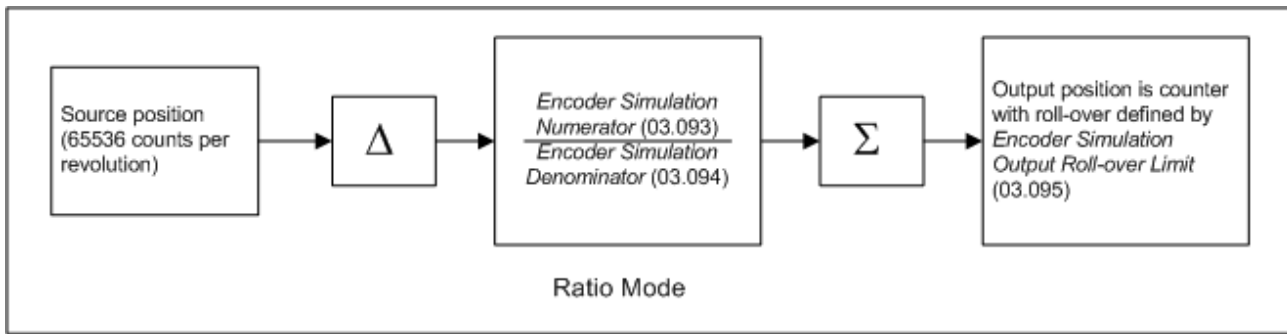 Source position
(65536 counts per
revolution)
Δ
Encoder Simulation
Numerator (03.093)
Encoder Simulation
Denominator (03.094)
Σ
Output position is counter
with roll-over defined by
Encoder Simulation
Output Roll-over Limit
(03.095)
Ratio Mode